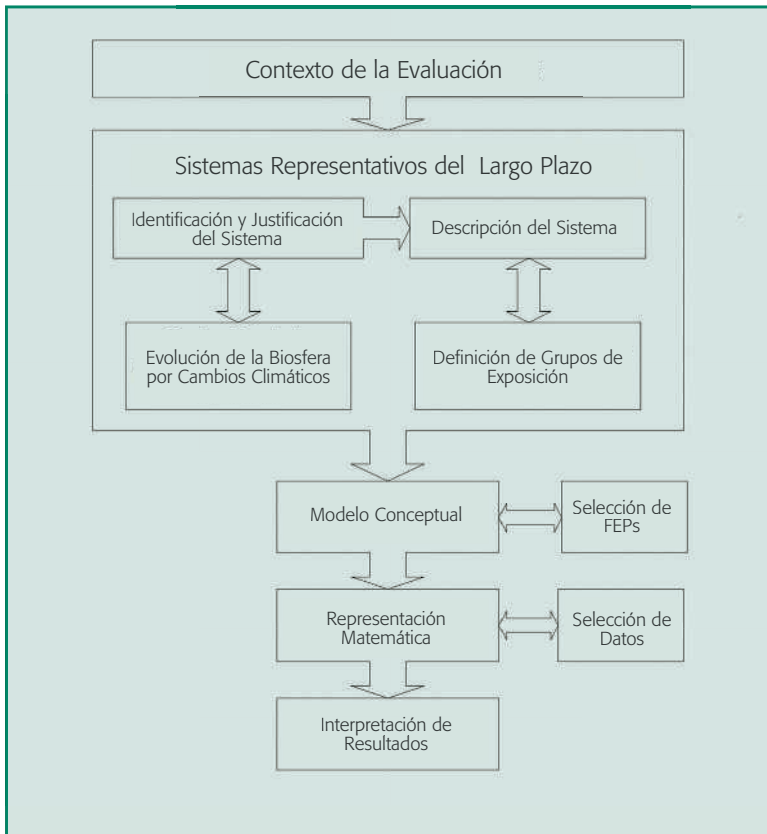 Contexto de la Evaluación
Sistemas Representativos del Largo Plazo
Identificación y Justificación
del Sistema
Descripción del Sistema
Evolución de la Biosfera
por Cambios Climáticos
Definición de Grupos de
Exposición
Modelo Conceptual
Selección de
FEPs
Representación
Matemática
Selección de
Datos
Interpretación de
Resultados